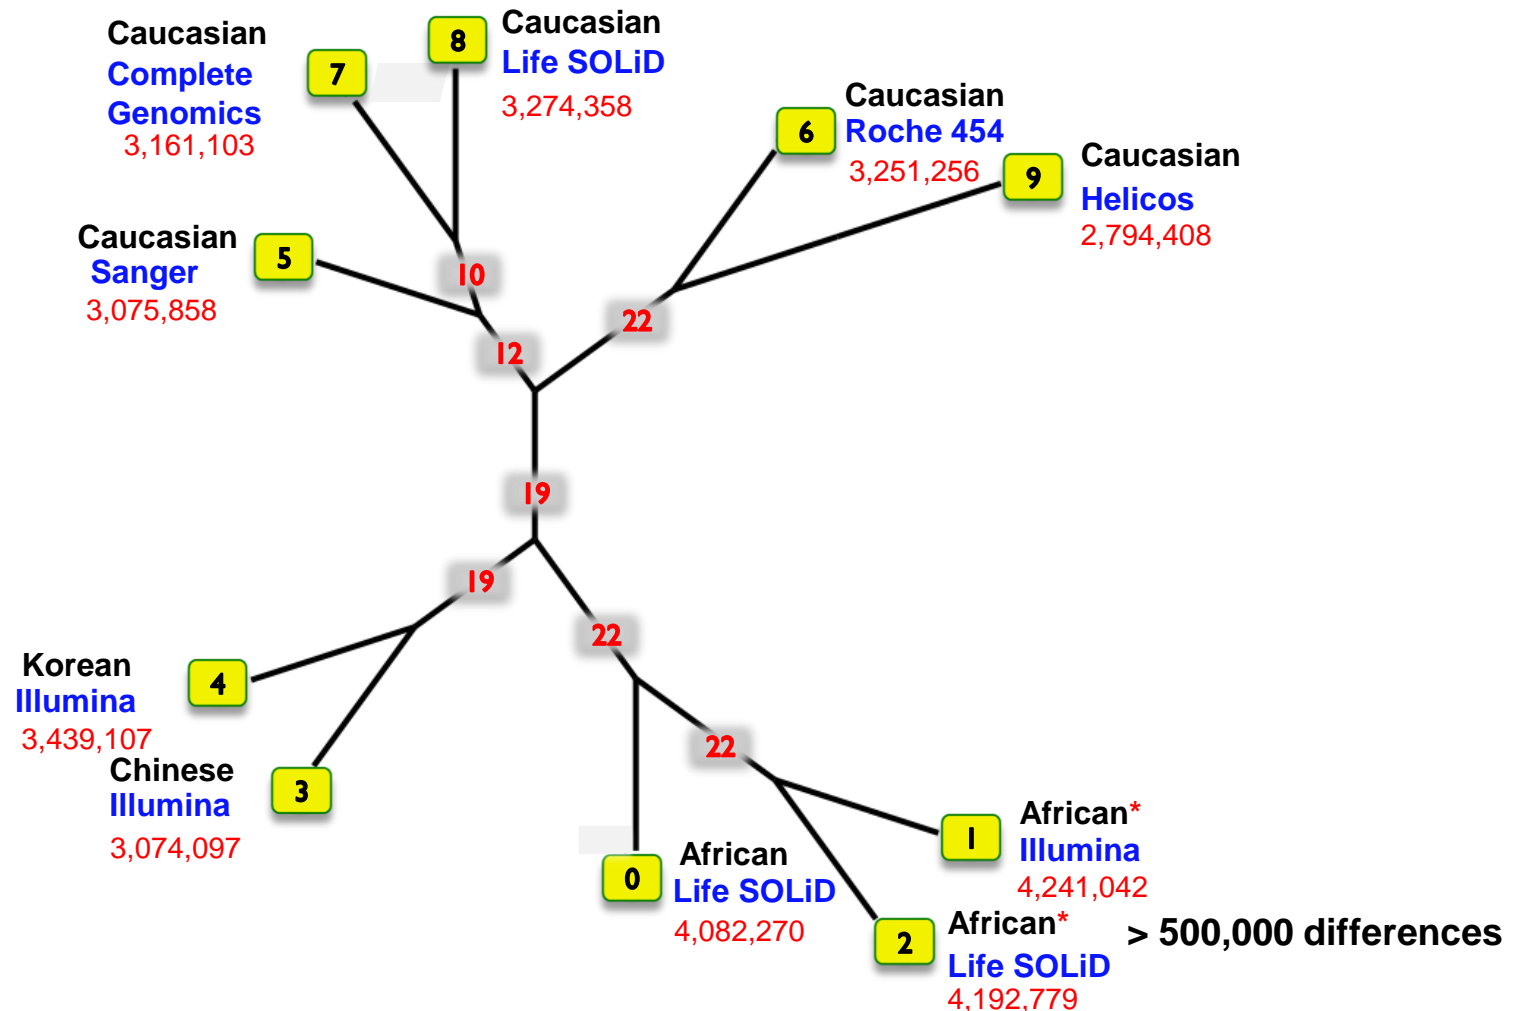 Caucasian
Complete
Genomics
3,161,103
7
8
Caucasian
Life SOLiD
3,274,358
6
Caucasian
Roche 454
3,251,256
9
Caucasian
Helicos
2,794,408
Caucasian
Sanger
3,075,858
5
10
12
22
19
19
22
22
Korean
Illumina
3,439,107
4
Chinese
Illumina
3,074,097
3
0
African
Life SOLiD
4,082,270
1
African*
Illumina
4,241,042
2
African*
Life SOLiD
4,192,779
> 500,000 differences